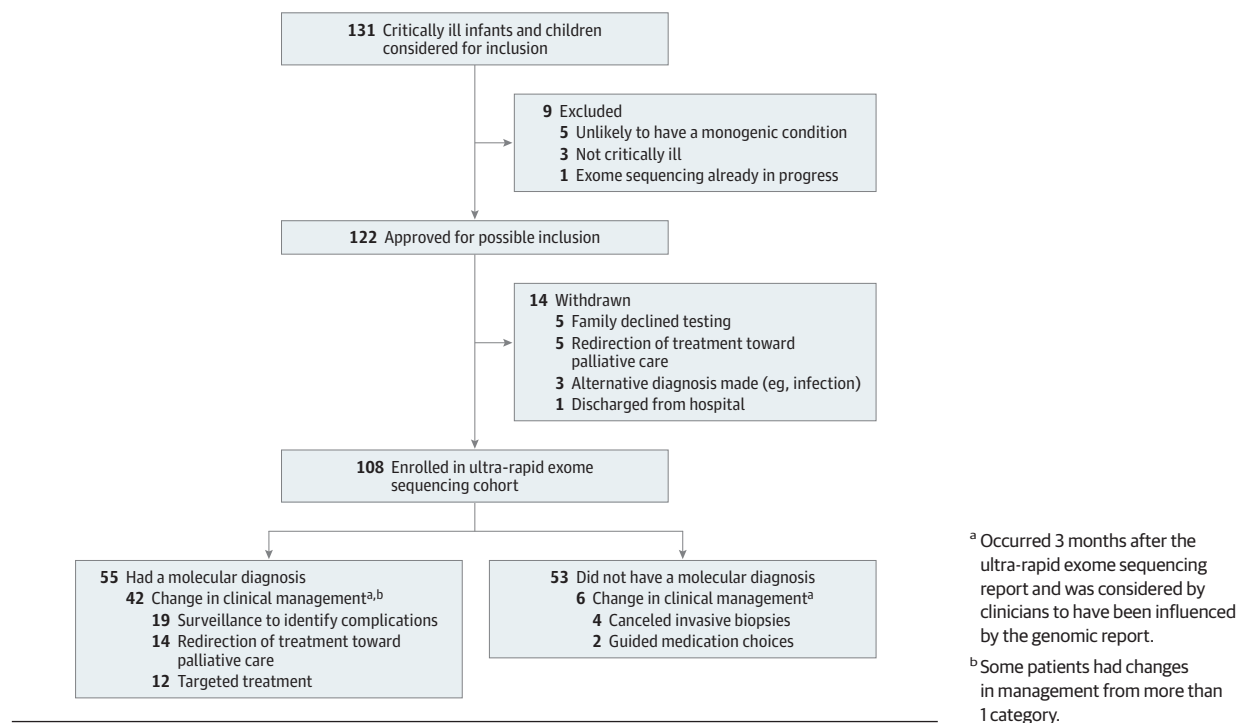 131 Critically ill infants and children
considered for inclusion
9 Excluded
5 Unlikely to have a monogenic condition
3 Not critically ill
1 Exome sequencing already in progress
122 Approved for possible inclusion
14 Withdrawn
5 Family declined testing
5 Redirection of treatment toward
palliative care
3 Alternative diagnosis made (eg, infection)
1 Discharged from hospital
108 Enrolled in ultra-rapid exome
sequencing cohort
55 Had a molecular diagnosis
42 Change in clinical managementa,b
19 Surveillance to identify complications
14 Redirection of treatment toward
palliative care
12 Targeted treatment
53 Did not have a molecular diagnosis
6 Change in clinical managementa
4 Canceled invasive biopsies
2 Guided medication choices
a Occurred 3 months after the
ultra-rapid exome sequencing
report and was considered by
clinicians to have been influenced
by the genomic report.
b Some patients had changes
in management from more than
1 category.